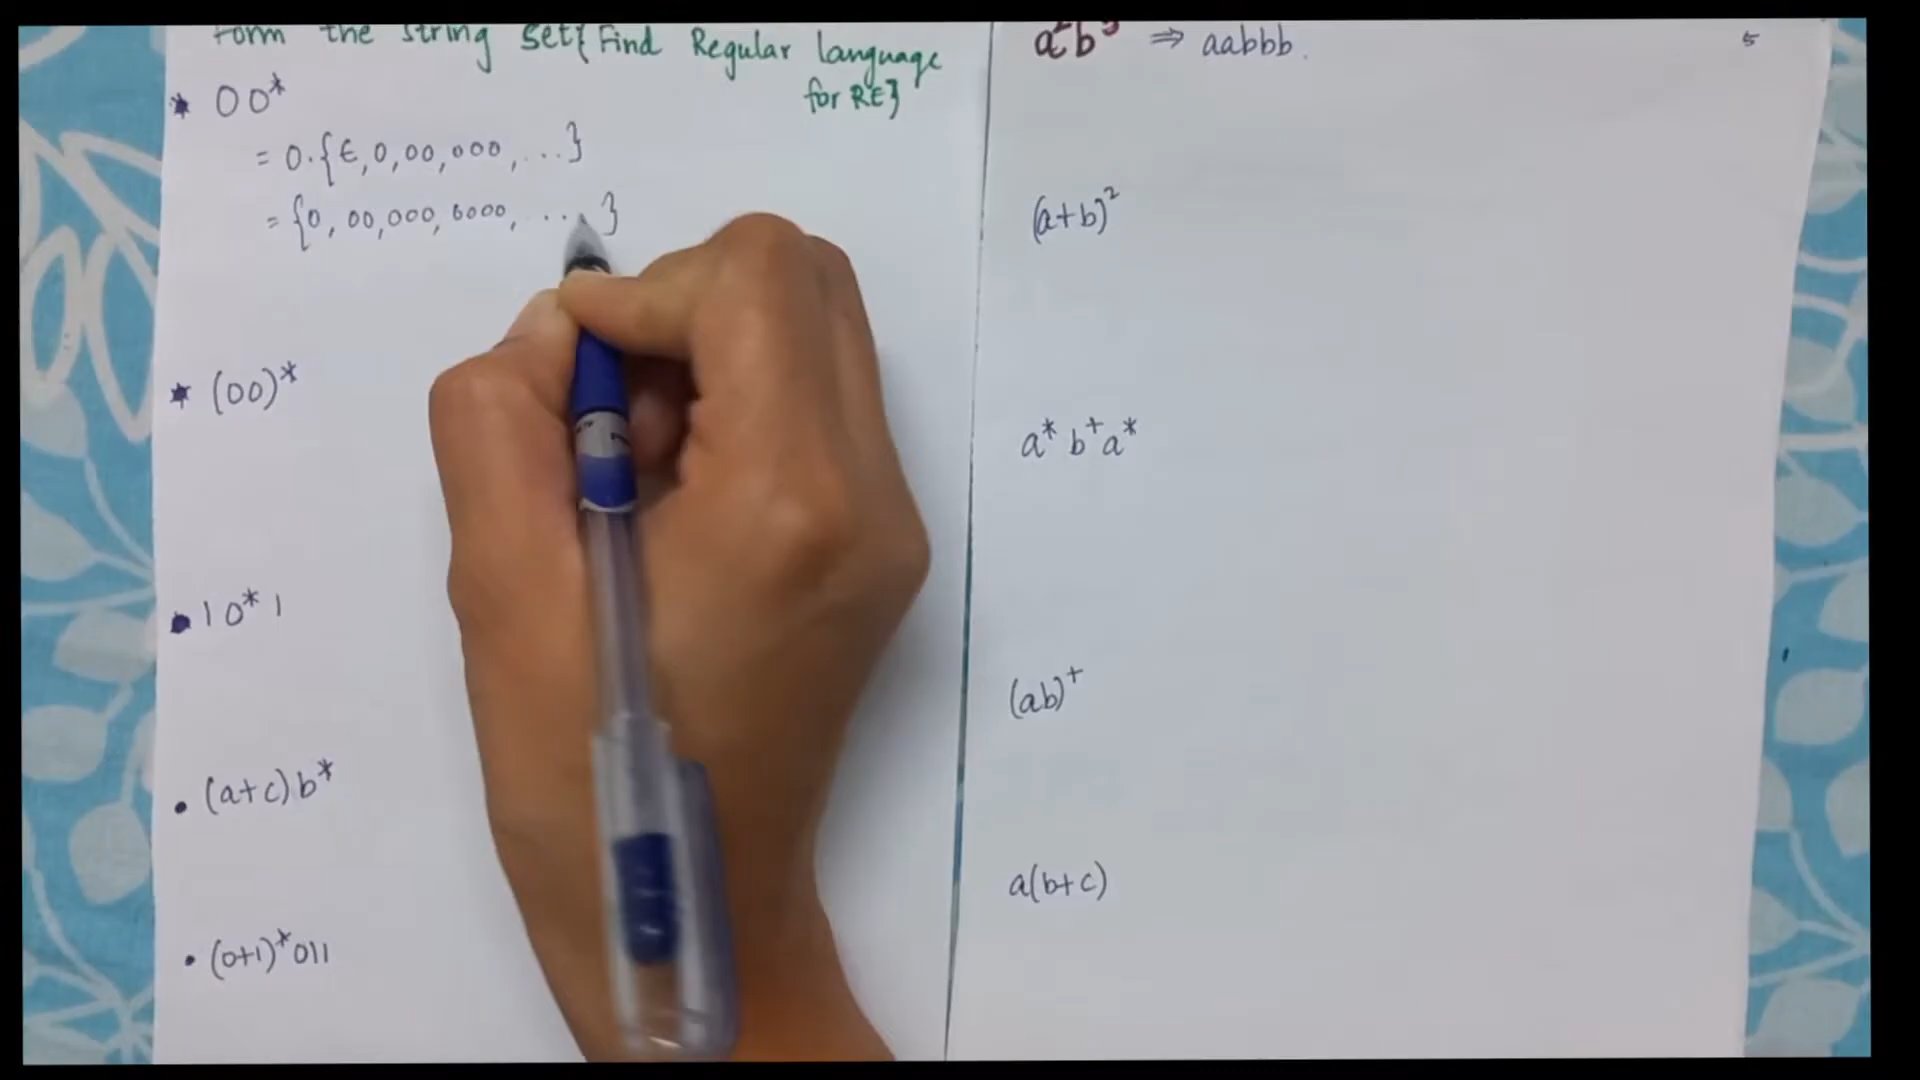 Form the String Set{Find Regular language
for RE}
* 00*
= 0.{ϵ,0,00,000,...}
= {0, 00,000,0000, ... }
* (00)*
• 10*1
• (a+c)b*
• (0+1)*011
a²b³ ⇒ aabbb.
5
(a+b)²
a* b⁺a*
(ab)⁺
a(b+c)